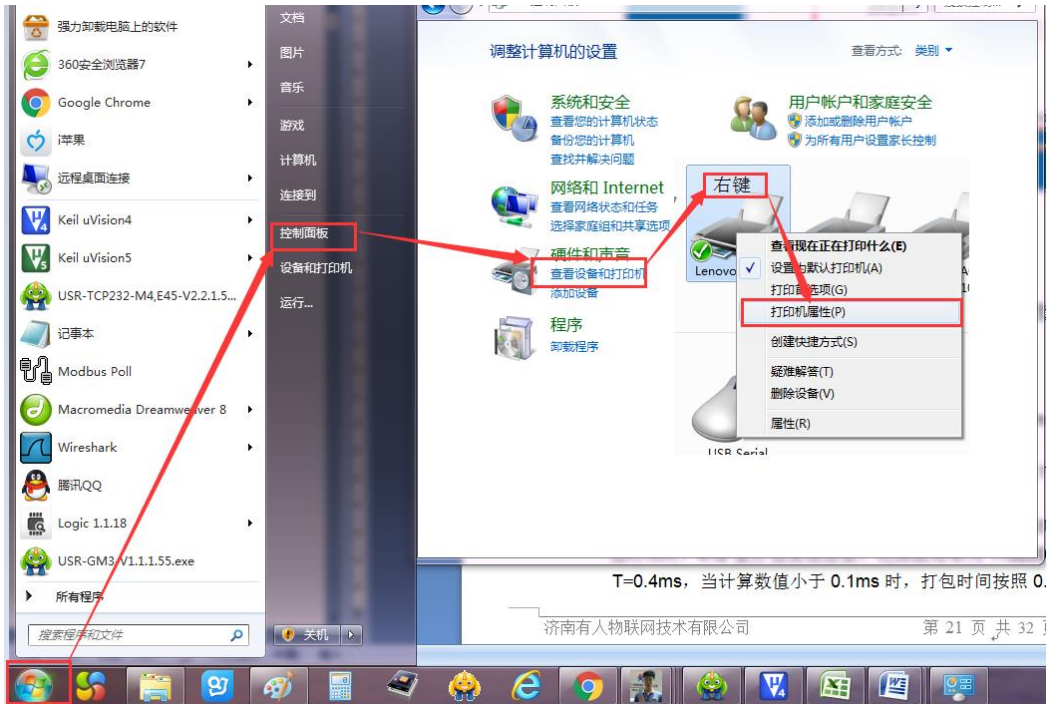 强力卸载电脑上的软件
360安全浏览器7
Google Chrome
i苹果
远程桌面连接
Keil uVision4
Keil uVision5
USR-TCP232-M4,E45-V2.2.1.5...
记事本
Modbus Poll
Macromedia Dreamweaver 8
Wireshark
腾讯QQ
Logic 1.1.18
USR-GM3-V1.1.1.55.exe
所有程序
搜索程序和文件
文档
图片
音乐
游戏
计算机
连接到
控制面板
设备和打印机
运行...
关机
调整计算机的设置
查看方式: 类别
系统和安全
查看您的计算机状态
备份您的计算机
查找并解决问题
网络和 Internet
查看网络状态和任务
选择家庭组和共享选项
硬件和声音
查看设备和打印机
添加设备
程序
卸载程序
用户帐户和家庭安全
添加或删除用户帐户
为所有用户设置家长控制
右键
Lenovo
查看现在正在打印什么(E)
设置为默认打印机(A)
打印首选项(G)
打印机属性(P)
创建快捷方式(S)
疑难解答(T)
删除设备(V)
属性(R)
USB Serial
T=0.4ms，当计算数值小于 0.1ms 时，打包时间按照 0.
济南有人物联网技术有限公司
第 21 页 共 32